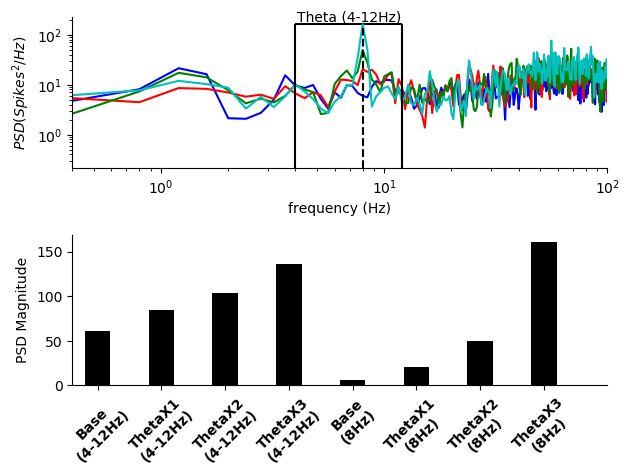 Theta (4-12Hz)
PSD(Spikes²/Hz)
10²
10¹
10⁰
10⁰ 10¹ 10²
frequency (Hz)
PSD Magnitude
150
100
50
0
Base
(4-12Hz)
ThetaX1
(4-12Hz)
ThetaX2
(4-12Hz)
ThetaX3
(4-12Hz)
Base
(8Hz)
ThetaX1
(8Hz)
ThetaX2
(8Hz)
ThetaX3
(8Hz)